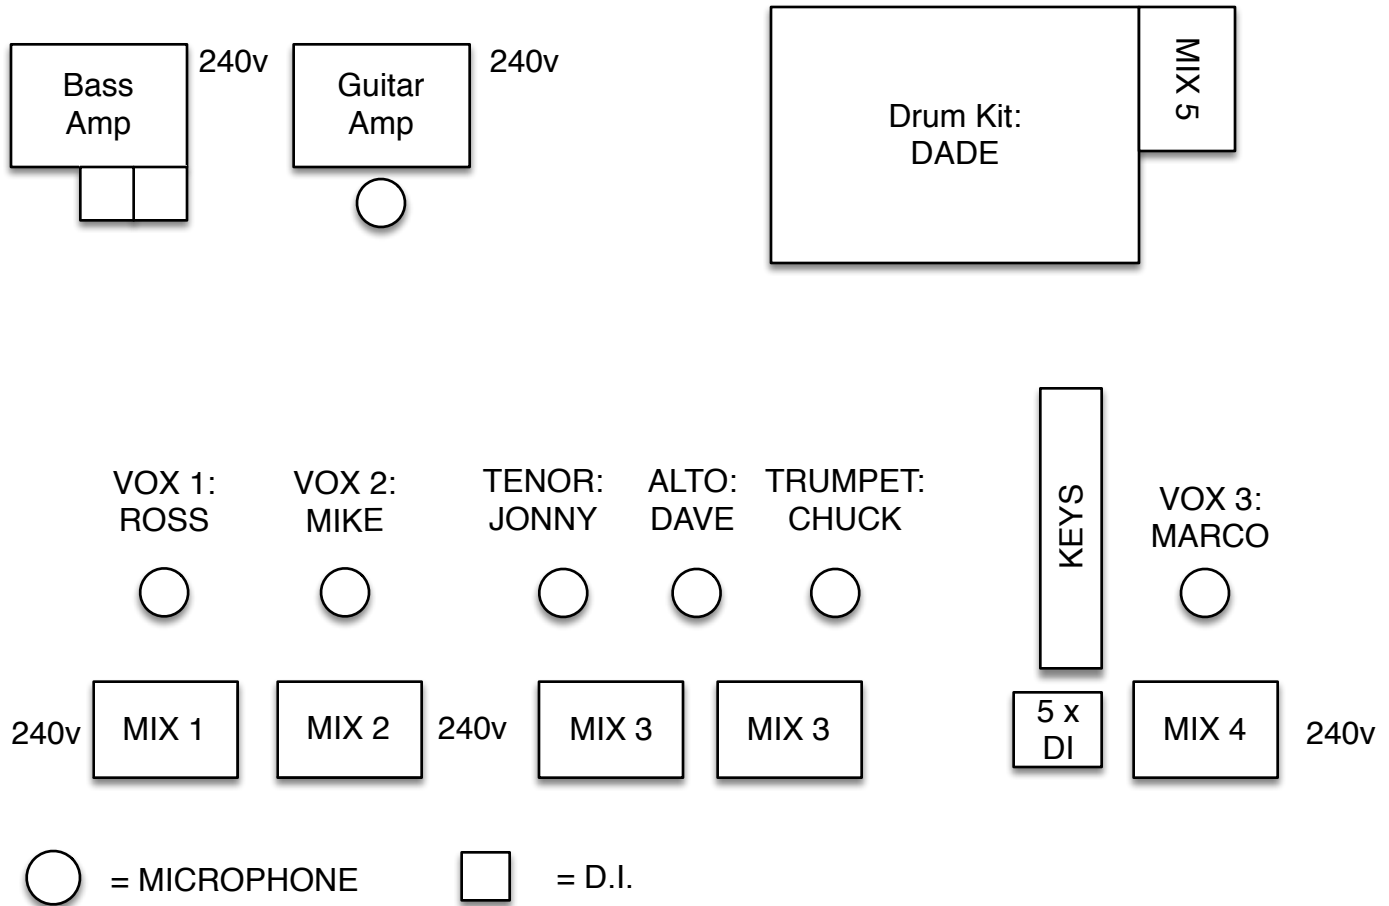 Bass
Amp
240v
Guitar
Amp
240v
Drum Kit:
DADE
MIX 5
VOX 1:
ROSS
VOX 2:
MIKE
TENOR:
JONNY
ALTO:
DAVE
TRUMPET:
CHUCK
KEYS
VOX 3:
MARCO
240v
MIX 1
MIX 2
240v
MIX 3
MIX 3
5 x
DI
MIX 4
240v
= MICROPHONE
= D.I.